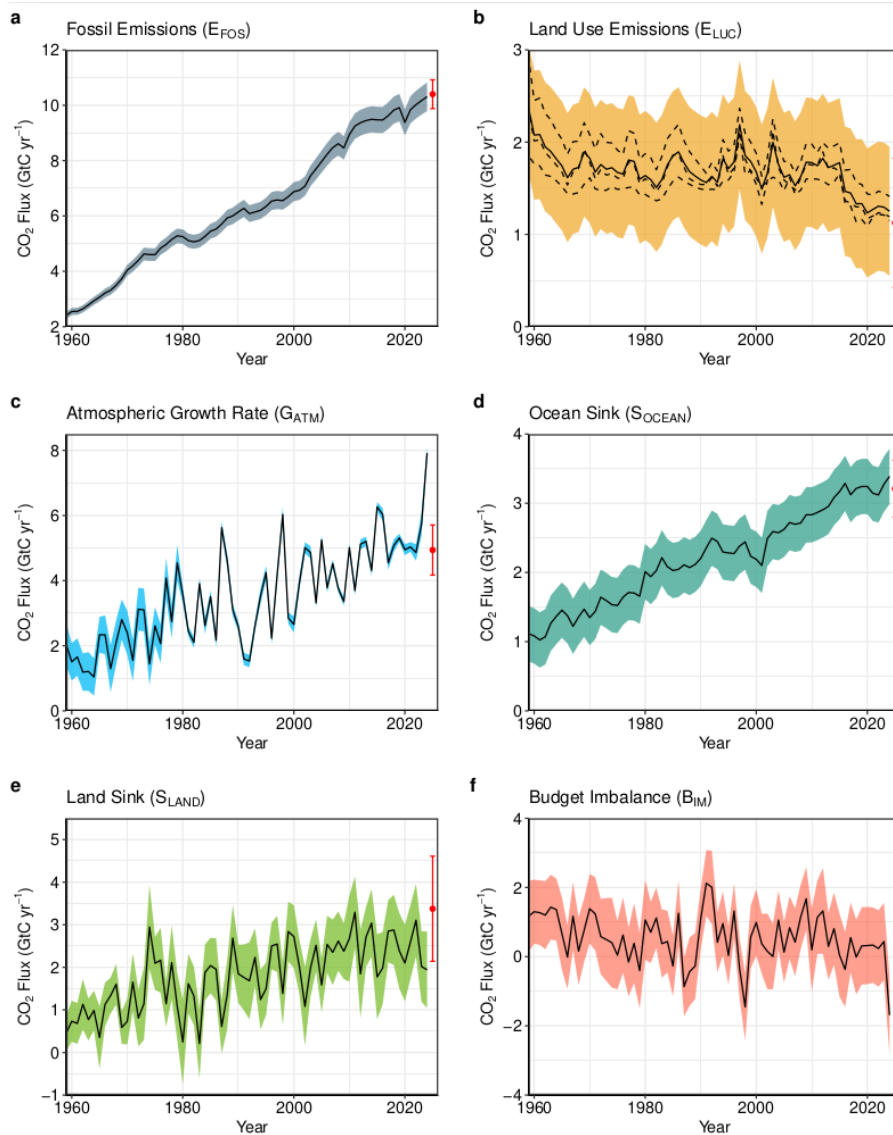 a
Fossil Emissions (EFOS)
CO2 Flux (GtC yr−1)
12
10
8
6
4
2
1960 1980 2000 2020
Year
b
Land Use Emissions (ELUC)
CO2 Flux (GtC yr−1)
3
2
1
0
1960 1980 2000 2020
Year
c
Atmospheric Growth Rate (GATM)
CO2 Flux (GtC yr−1)
8
6
4
2
0
1960 1980 2000 2020
Year
d
Ocean Sink (SOCEAN)
CO2 Flux (GtC yr−1)
4
3
2
1
0
1960 1980 2000 2020
Year
e
Land Sink (SLAND)
CO2 Flux (GtC yr−1)
5
4
3
2
1
0
−1
1960 1980 2000 2020
Year
f
Budget Imbalance (BIM)
CO2 Flux (GtC yr−1)
4
2
0
−2
−4
1960 1980 2000 2020
Year